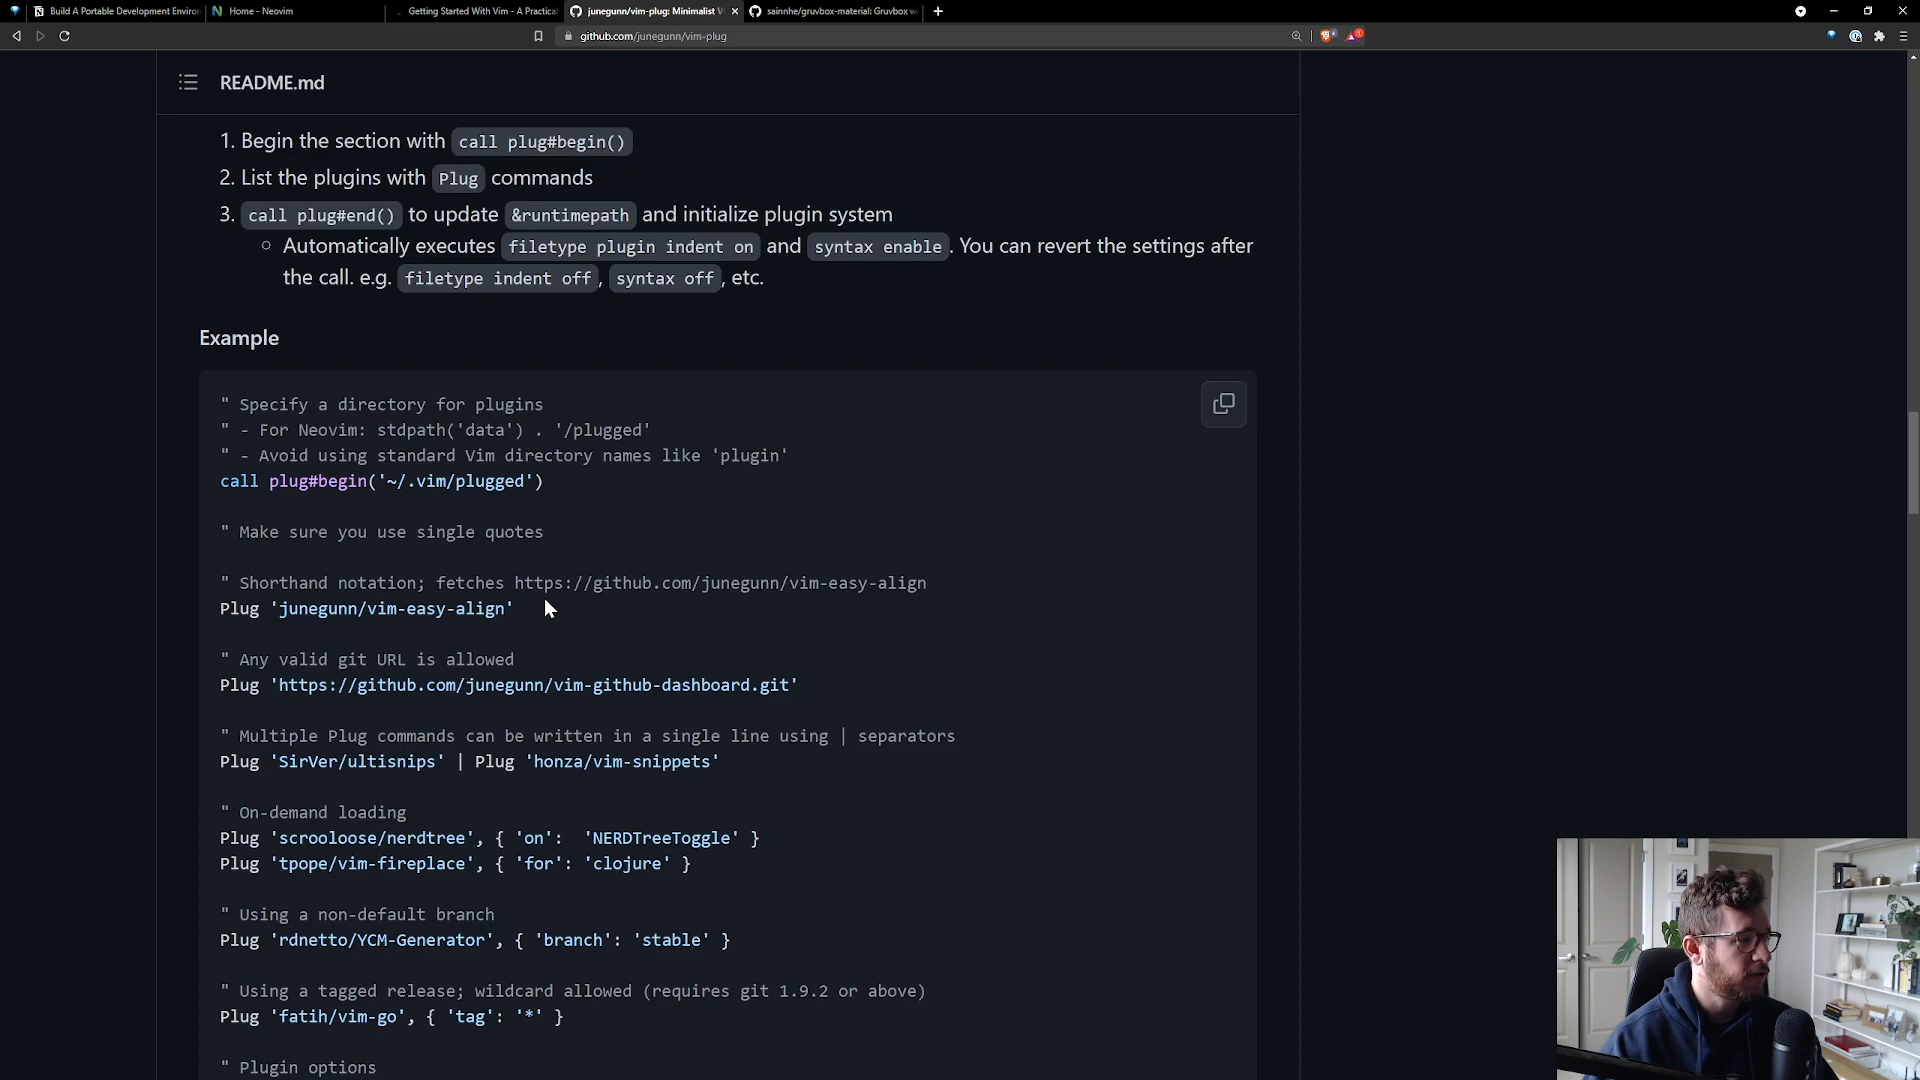 Build A Portable Development Environ
Home - Neovim
Getting Started With Vim - A Practical
junegunn/vim-plug: Minimalist V
sainnhe/gruvbox-material: Gruvbox w
github.com/junegunn/vim-plug
README.md
1. Begin the section with call plug#begin()
2. List the plugins with Plug commands
3. call plug#end() to update &runtimepath and initialize plugin system
Automatically executes filetype plugin indent on and syntax enable. You can revert the settings after
the call. e.g. filetype indent off, syntax off, etc.
Example
" Specify a directory for plugins
" - For Neovim: stdpath('data') . '/plugged'
" - Avoid using standard Vim directory names like 'plugin'
call plug#begin('~/.vim/plugged')
" Make sure you use single quotes
" Shorthand notation; fetches https://github.com/junegunn/vim-easy-align
Plug 'junegunn/vim-easy-align'
" Any valid git URL is allowed
Plug 'https://github.com/junegunn/vim-github-dashboard.git'
" Multiple Plug commands can be written in a single line using | separators
Plug 'SirVer/ultisnips' | Plug 'honza/vim-snippets'
" On-demand loading
Plug 'scrooloose/nerdtree', { 'on':  'NERDTreeToggle' }
Plug 'tpope/vim-fireplace', { 'for': 'clojure' }
" Using a non-default branch
Plug 'rdnetto/YCM-Generator', { 'branch': 'stable' }
" Using a tagged release; wildcard allowed (requires git 1.9.2 or above)
Plug 'fatih/vim-go', { 'tag': '*' }
" Plugin options